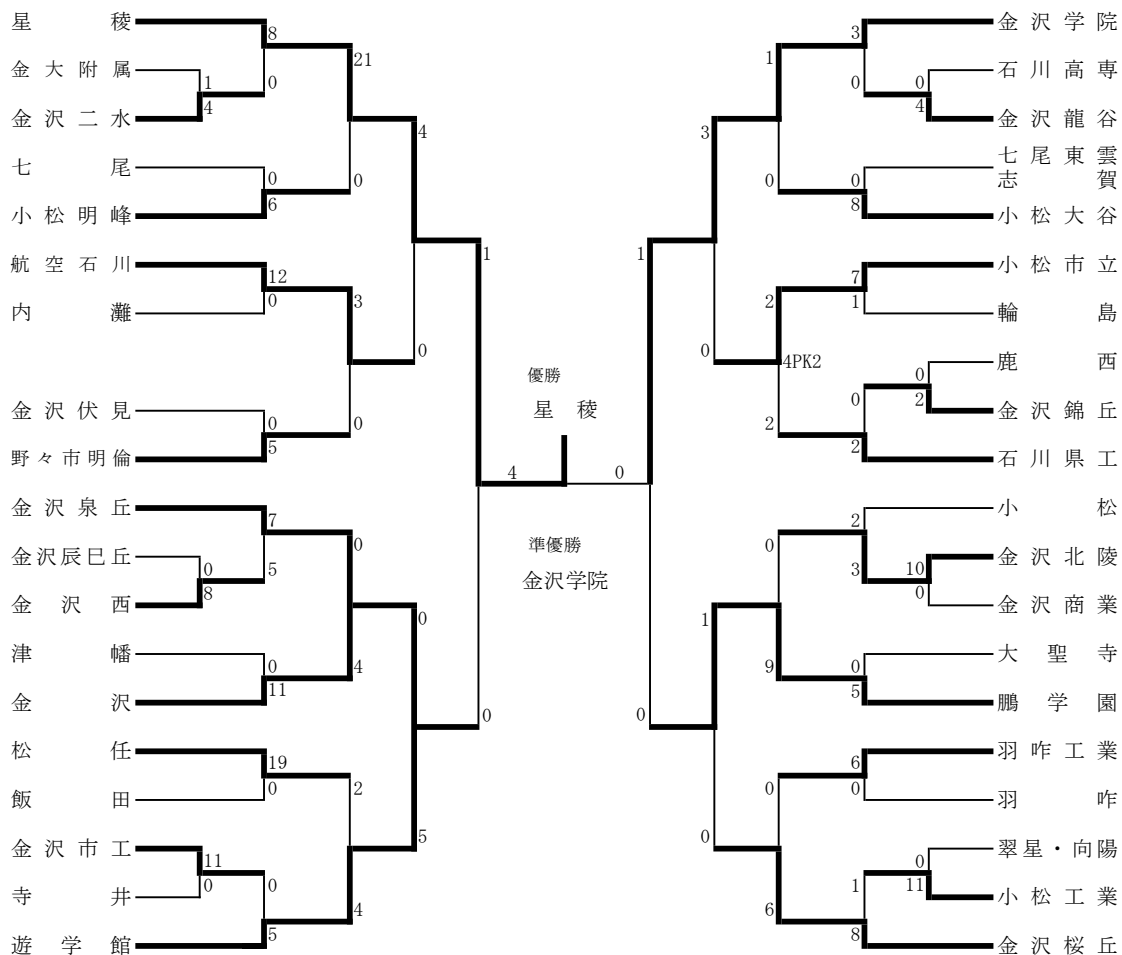 星稜
8
金大附属
1
21
0
金沢二水
4
4
七尾
0
0
小松明峰
6
1
航空石川
12
内灘
0
3
0
金沢伏見
0
0
野々市明倫
5
金沢泉丘
7
0
金沢辰巳丘
0
5
金沢西
8
0
津幡
0
4
金沢
11
0
松任
19
飯田
0
2
5
金沢市工
11
寺井
0
0
4
遊学館
5
優勝
星稜
4 0
準優勝
金沢学院
3
金沢学院
1
0
石川高専
0
3
4
金沢龍谷
七尾東雲
志賀
0
0
8
小松大谷
1
7
小松市立
2
1
輪島
0
4PK2
鹿西
0
0
2
金沢錦丘
2
2
石川県工
2
小松
0
3
10
金沢北陵
0
金沢商業
1
9
0
大聖寺
5
鵬学園
0
6
羽咋工業
0
0
羽咋
0
翠星・向陽
0
1
11
小松工業
6
8
金沢桜丘